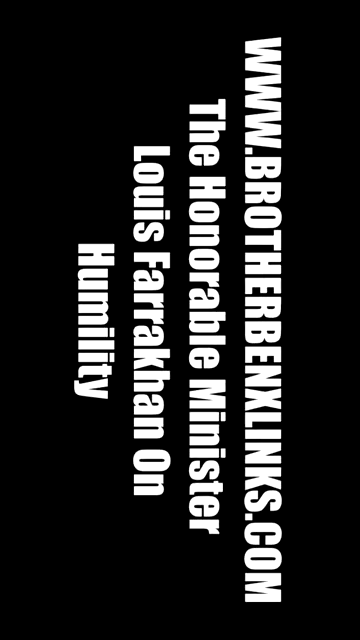 WWW.BROTHERBENXLINKS.COM
The Honorable Minister
Louis Farrakhan On
Humility